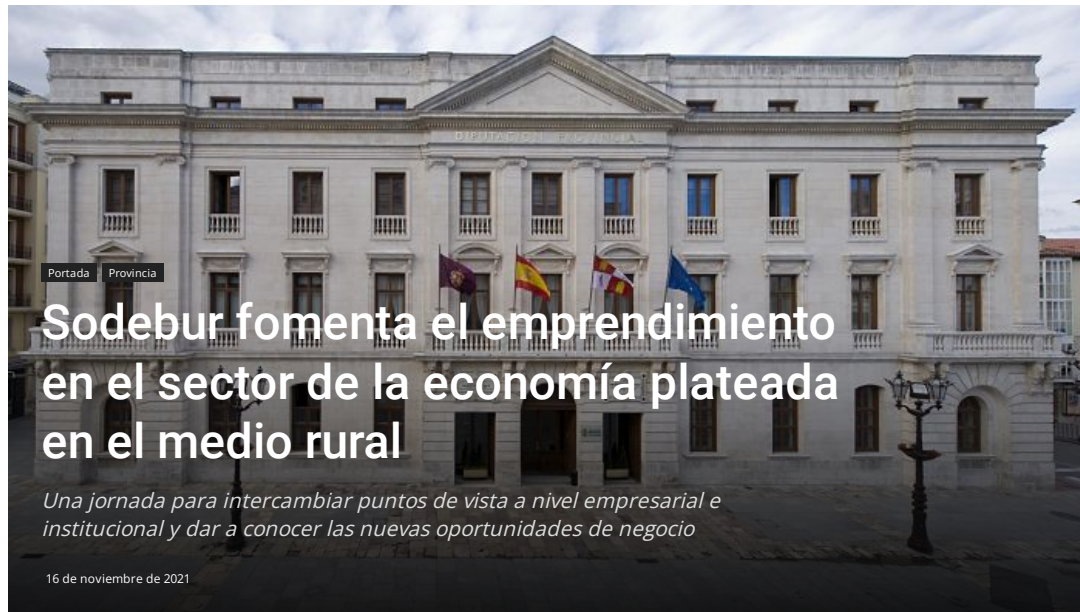 DIPUTACION PROVINCIAL
Portada
Provincia
Sodebur fomenta el emprendimiento
en el sector de la economía plateada
en el medio rural
Una jornada para intercambiar puntos de vista a nivel empresarial e
institucional y dar a conocer las nuevas oportunidades de negocio
16 de noviembre de 2021